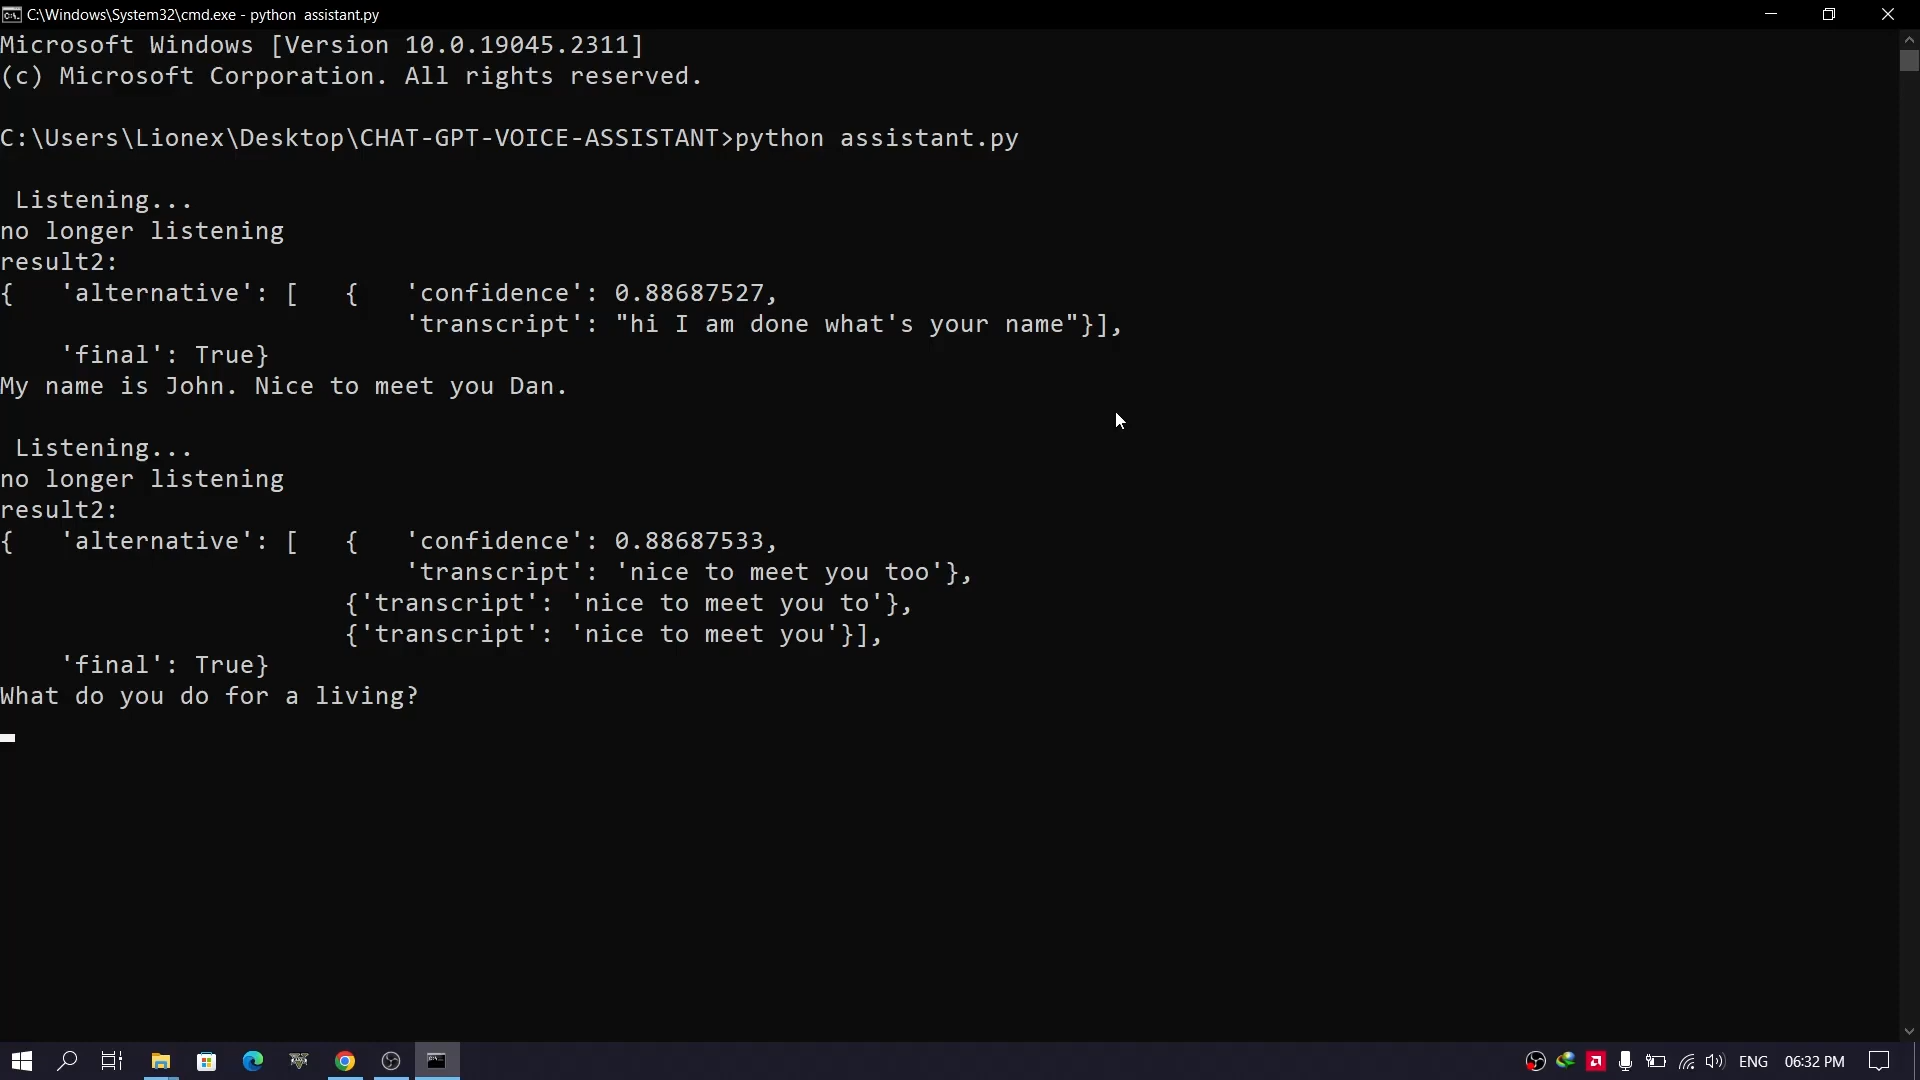 C:\Windows\System32\cmd.exe - python  assistant.py
Microsoft Windows [Version 10.0.19045.2311]
(c) Microsoft Corporation. All rights reserved.
C:\Users\Lionex\Desktop\CHAT-GPT-VOICE-ASSISTANT>python assistant.py
 Listening...
no longer listening
result2:
{   'alternative': [   {   'confidence': 0.88687527,
                           'transcript': "hi I am done what's your name"}],
    'final': True}
My name is John. Nice to meet you Dan.
 Listening...
no longer listening
result2:
{   'alternative': [   {   'confidence': 0.88687533,
                           'transcript': 'nice to meet you too'},
                       {'transcript': 'nice to meet you to'},
                       {'transcript': 'nice to meet you'}],
    'final': True}
What do you do for a living?
ENG 06:32 PM